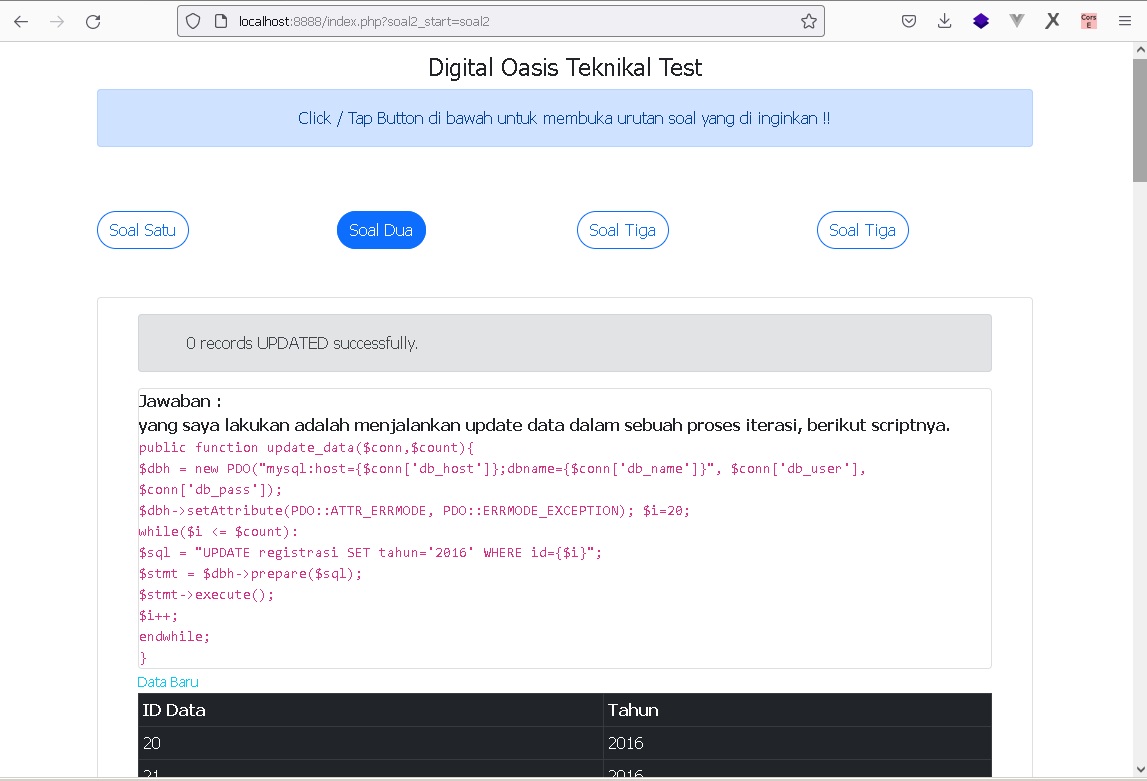 localhost:8888/index.php?soal2_start=soal2
Cors
E
Digital Oasis Teknikal Test
Click / Tap Button di bawah untuk membuka urutan soal yang di inginkan !!
Soal Satu
Soal Dua
Soal Tiga
Soal Tiga
0 records UPDATED successfully.
Jawaban :
yang saya lakukan adalah menjalankan update data dalam sebuah proses iterasi, berikut scriptnya.
public function update_data($conn,$count){
$dbh = new PDO("mysql:host={$conn['db_host']};dbname={$conn['db_name']}", $conn['db_user'],
$conn['db_pass']);
$dbh->setAttribute(PDO::ATTR_ERRMODE, PDO::ERRMODE_EXCEPTION); $i=20;
while($i <= $count):
$sql = "UPDATE registrasi SET tahun='2016' WHERE id={$i}";
$stmt = $dbh->prepare($sql);
$stmt->execute();
$i++;
endwhile;
}
Data Baru
ID Data Tahun
20 2016
21 2016